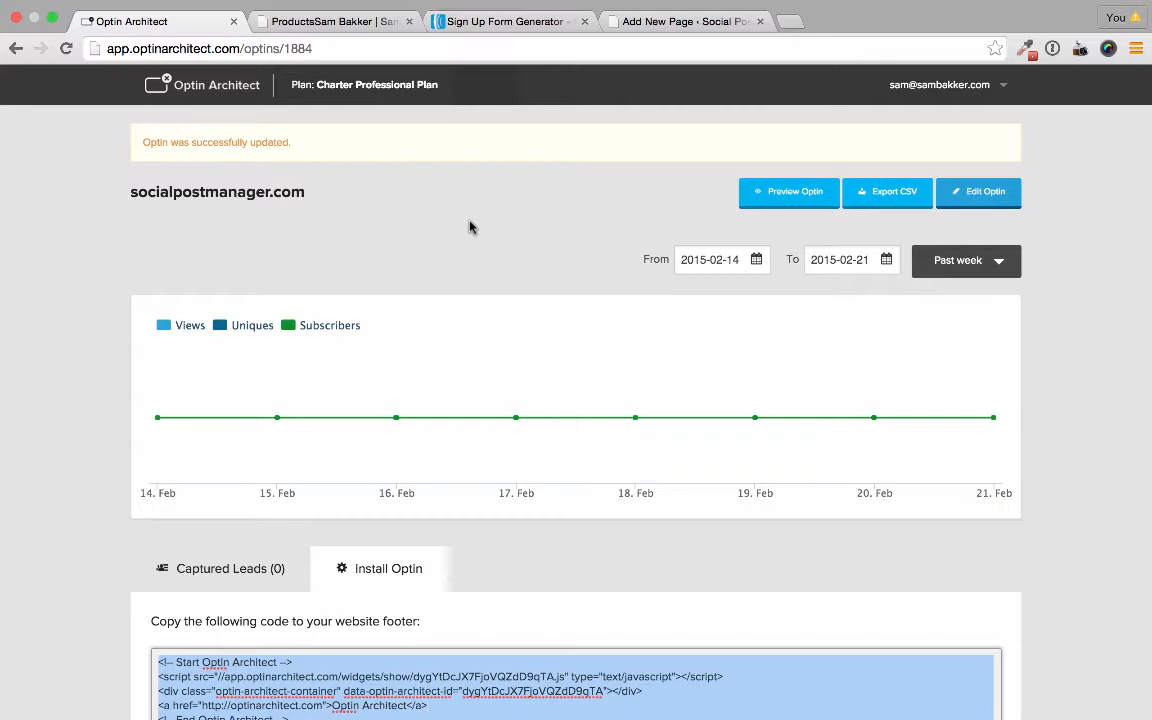 Optin Architect
ProductsSam Bakker | San
Sign Up Form Generator -
Add New Page ‹ Social Po
You
app.optinarchitect.com/optins/1884
Optin Architect
Plan: Charter Professional Plan
sam@sambakker.com
Optin was successfully updated.
socialpostmanager.com
Preview Optin
Export CSV
Edit Optin
From 2015-02-14 To 2015-02-21 Past week
Views Uniques Subscribers
14. Feb 15. Feb 16. Feb 17. Feb 18. Feb 19. Feb 20. Feb 21. Feb
Captured Leads (0)
Install Optin
Copy the following code to your website footer:
<!-- Start Optin Architect -->
<script src="//app.optinarchitect.com/widgets/show/dygYtDcJX7FjoVQZdD9qTA.js" type="text/javascript"></script>
<div class="optin-architect-container" data-optin-architect-id="dygYtDcJX7FjoVQZdD9qTA"></div>
<a href="http://optinarchitect.com">Optin Architect</a>
<!-- End Optin Architect -->